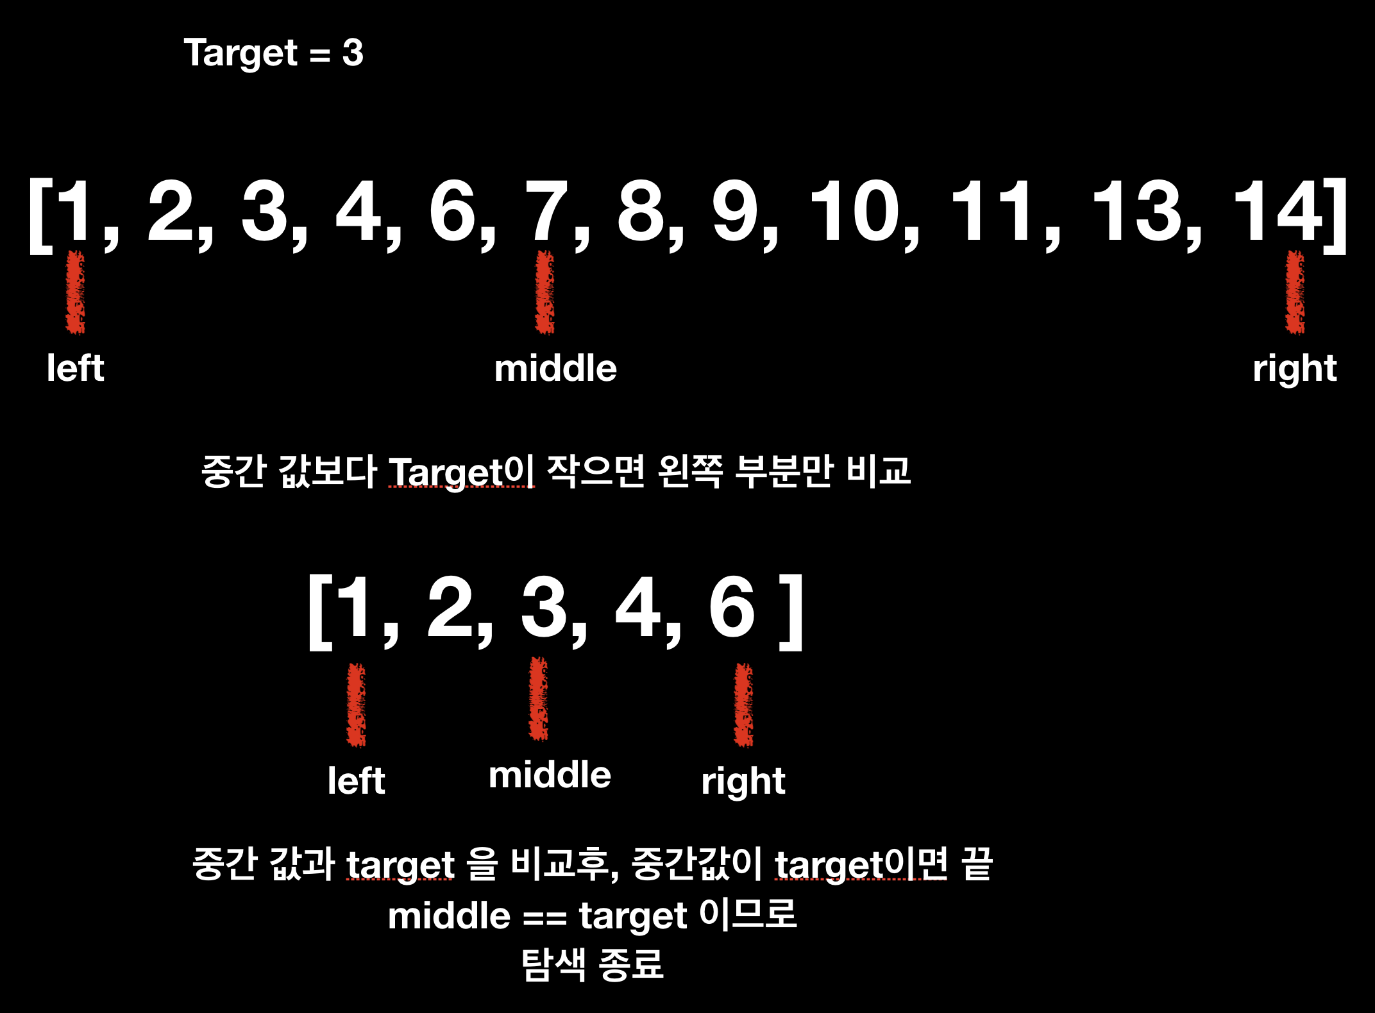 Target = 3
[1, 2, 3, 4, 6, 7, 8, 9, 10, 11, 13, 14]
left middle right
중간 값보다 Target이 작으면 왼쪽 부분만 비교
[1, 2, 3, 4, 6 ]
left middle right
중간 값과 target 을 비교후, 중간값이 target이면 끝
middle == target 이므로
탐색 종료